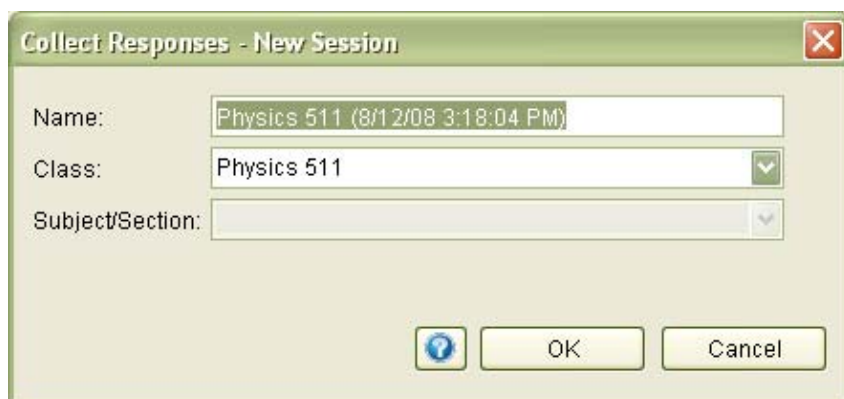 Collect Responses - New Session
Name: Physics 511 (8/12/08 3:18:04 PM)
Class: Physics 511
Subject/Section:
? OK Cancel